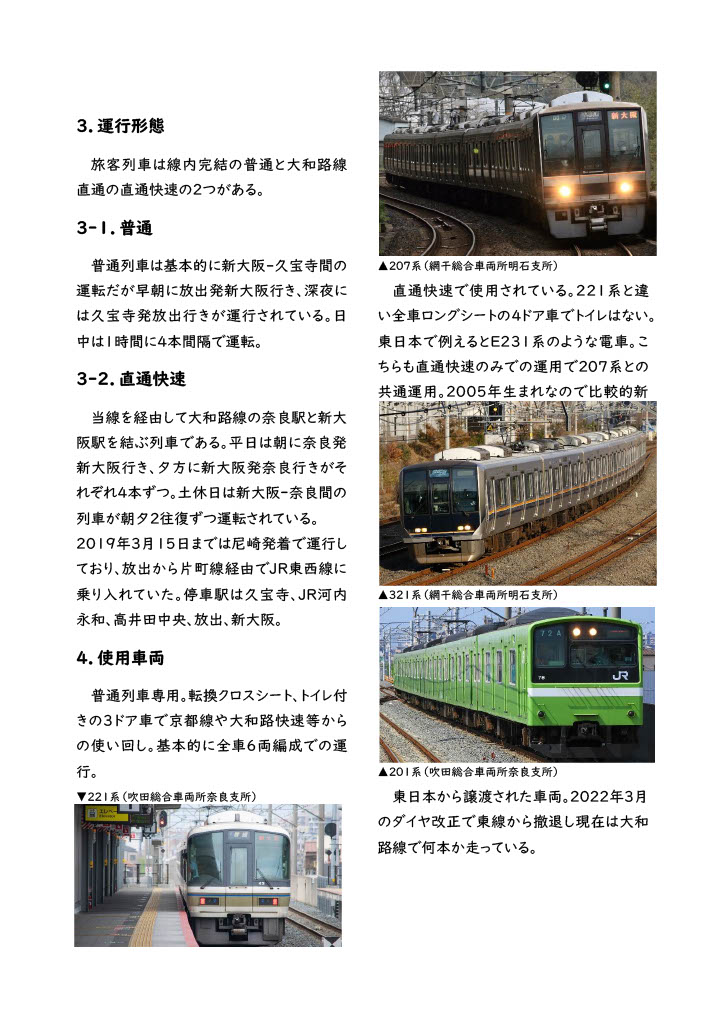 3．運行形態
旅客列車は線内完結の普通と大和路線
直通の直通快速の2つがある。
3-1．普通
普通列車は基本的に新大阪-久宝寺間の
運転だが早朝に放出発新大阪行き、深夜に
は久宝寺発放出行きが運行されている。日
中は1時間に4本間隔で運転。
3-2．直通快速
当線を経由して大和路線の奈良駅と新大
阪駅を結ぶ列車である。平日は朝に奈良発
新大阪行き、夕方に新大阪発奈良行きがそ
れぞれ4本ずつ。土休日は新大阪-奈良間の
列車が朝夕2往復ずつ運転されている。
2019年3月15日までは尼崎発着で運行し
ており、放出から片町線経由でJR東西線に
乗り入れていた。停車駅は久宝寺、JR河内
永和、高井田中央、放出、新大阪。
4．使用車両
普通列車専用。転換クロスシート、トイレ付
きの3ドア車で京都線や大和路快速等から
の使い回し。基本的に全車6両編成での運
行。
▼221系（吹田総合車両所奈良支所）
新大阪
▲207系（網干総合車両所明石支所）
直通快速で使用されている。221系と違
い全車ロングシートの4ドア車でトイレはない。
東日本で例えるとE231系のような電車。こ
ちらも直通快速のみでの運用で207系との
共通運用。2005年生まれなので比較的新
▲321系（網干総合車両所明石支所）
72A
JR
▲201系（吹田総合車両所奈良支所）
東日本から譲渡された車両。2022年3月
のダイヤ改正で東線から撤退し現在は大和
路線で何本か走っている。